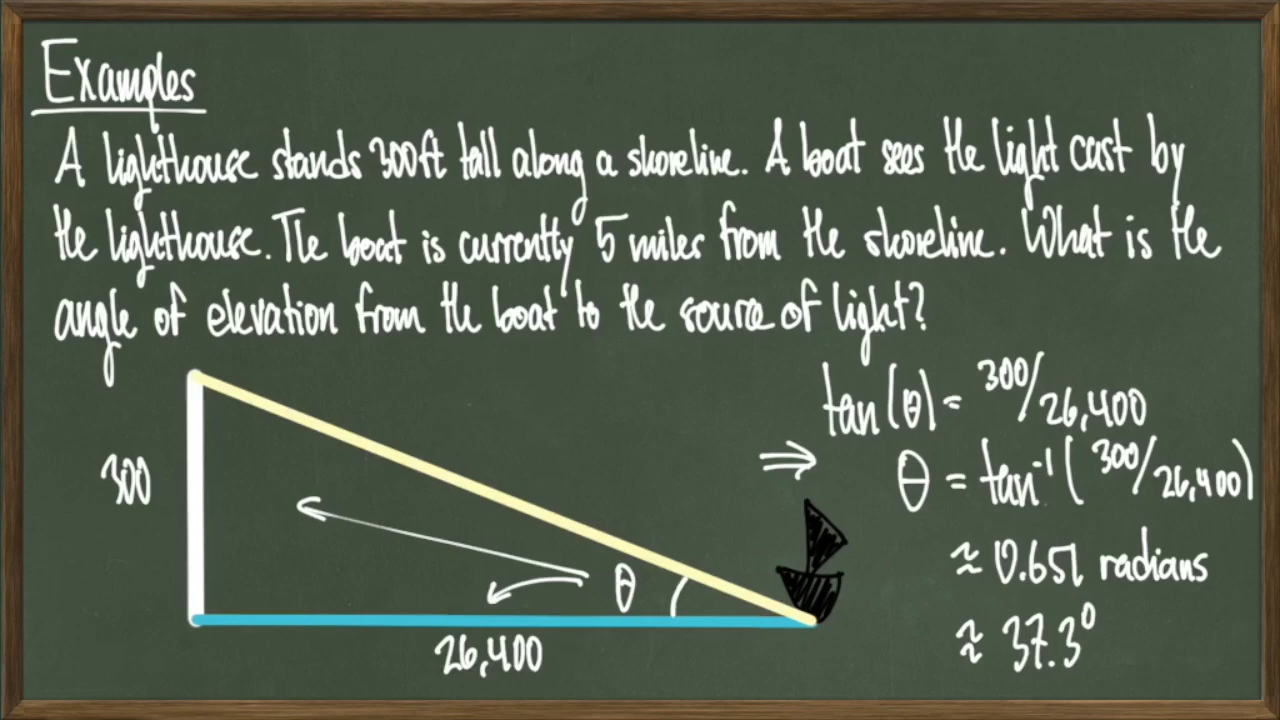 Examples
A lighthouse stands 300ft tall along a shoreline. A boat sees the light cast by
the lighthouse. The boat is currently 5 miles from the shoreline. What is the
angle of elevation from the boat to the source of light?
tan(θ) = 300/26,400
300
⇒ θ = tan⁻¹(300/26,400)
≈ 0.651 radians
θ
≈ 37.3°
26,400